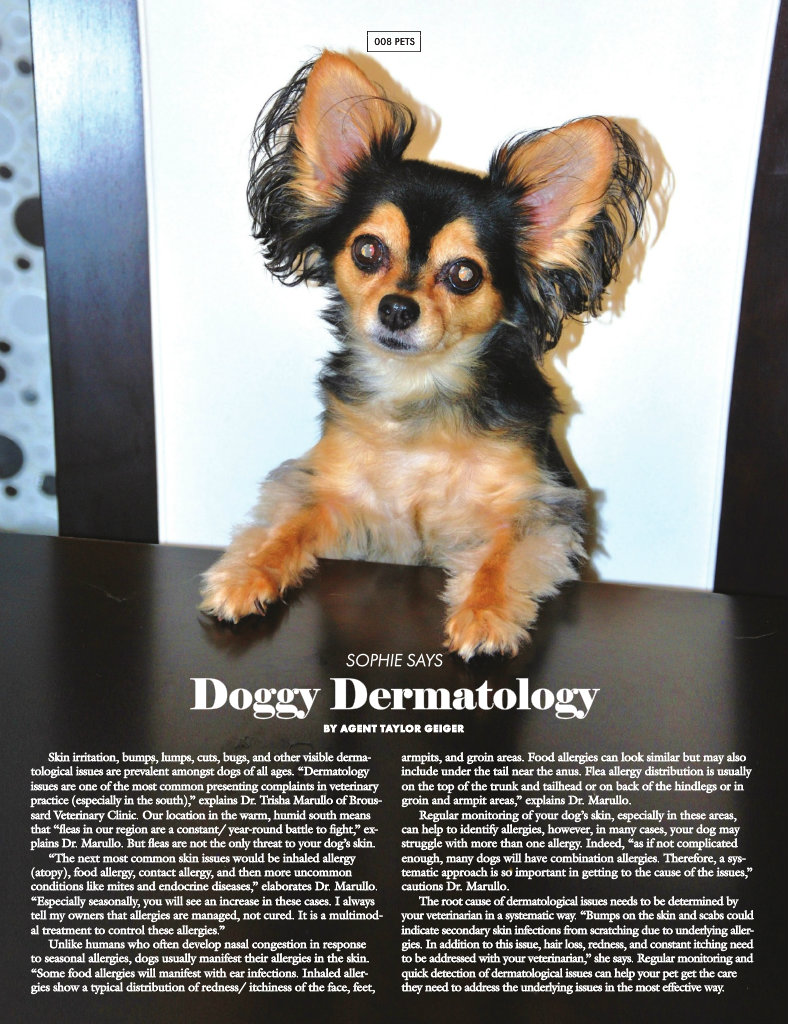 008 PETS
SOPHIE SAYS
Doggy Dermatology
BY AGENT TAYLOR GEIGER
Skin irritation, bumps, lumps, cuts, bugs, and other visible derma-
tological issues are prevalent amongst dogs of all ages. “Dermatology
issues are one of the most common presenting complaints in veterinary
practice (especially in the south),” explains Dr. Trisha Marullo of Brous-
sard Veterinary Clinic. Our location in the warm, humid south means
that “fleas in our region are a constant/ year-round battle to fight,” ex-
plains Dr. Marullo. But fleas are not the only threat to your dog’s skin.
“The next most common skin issues would be inhaled allergy
(atopy), food allergy, contact allergy, and then more uncommon
conditions like mites and endocrine diseases,” elaborates Dr. Marullo.
“Especially seasonally, you will see an increase in these cases. I always
tell my owners that allergies are managed, not cured. It is a multimod-
al treatment to control these allergies.”
Unlike humans who often develop nasal congestion in response
to seasonal allergies, dogs usually manifest their allergies in the skin.
“Some food allergies will manifest with ear infections. Inhaled aller-
gies show a typical distribution of redness/ itchiness of the face, feet,
armpits, and groin areas. Food allergies can look similar but may also
include under the tail near the anus. Flea allergy distribution is usually
on the top of the trunk and tailhead or on back of the hindlegs or in
groin and armpit areas,” explains Dr. Marullo.
Regular monitoring of your dog’s skin, especially in these areas,
can help to identify allergies, however, in many cases, your dog may
struggle with more than one allergy. Indeed, “as if not complicated
enough, many dogs will have combination allergies. Therefore, a sys-
tematic approach is so important in getting to the cause of the issues,”
cautions Dr. Marullo.
The root cause of dermatological issues needs to be determined by
your veterinarian in a systematic way. “Bumps on the skin and scabs could
indicate secondary skin infections from scratching due to underlying aller-
gies. In addition to this issue, hair loss, redness, and constant itching need
to be addressed with your veterinarian,” she says. Regular monitoring and
quick detection of dermatological issues can help your pet get the care
they need to address the underlying issues in the most effective way.